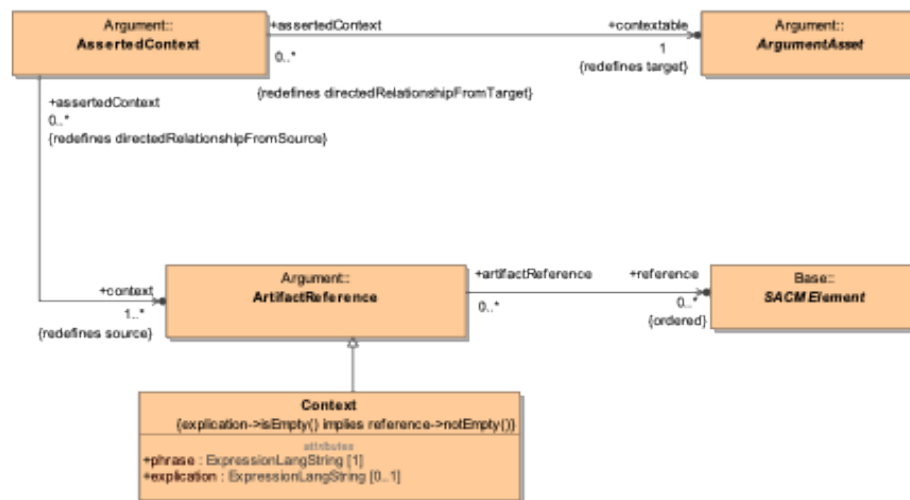 Argument::
AssertedContext
+assertedContext
0..*
{redefines directedRelationshipFromTarget}
+contextable
1
{redefines target}
Argument::
ArgumentAsset
+assertedContext
0..*
{redefines directedRelationshipFromSource}
+context
1..*
{redefines source}
Argument::
ArtifactReference
+artifactReference
0..*
+reference
0..*
{ordered}
Base::
SACMElement
Context
{explication->isEmpty() implies reference->notEmpty()}
attributes
+phrase : ExpressionLangString [1]
+explication : ExpressionLangString [0..1]